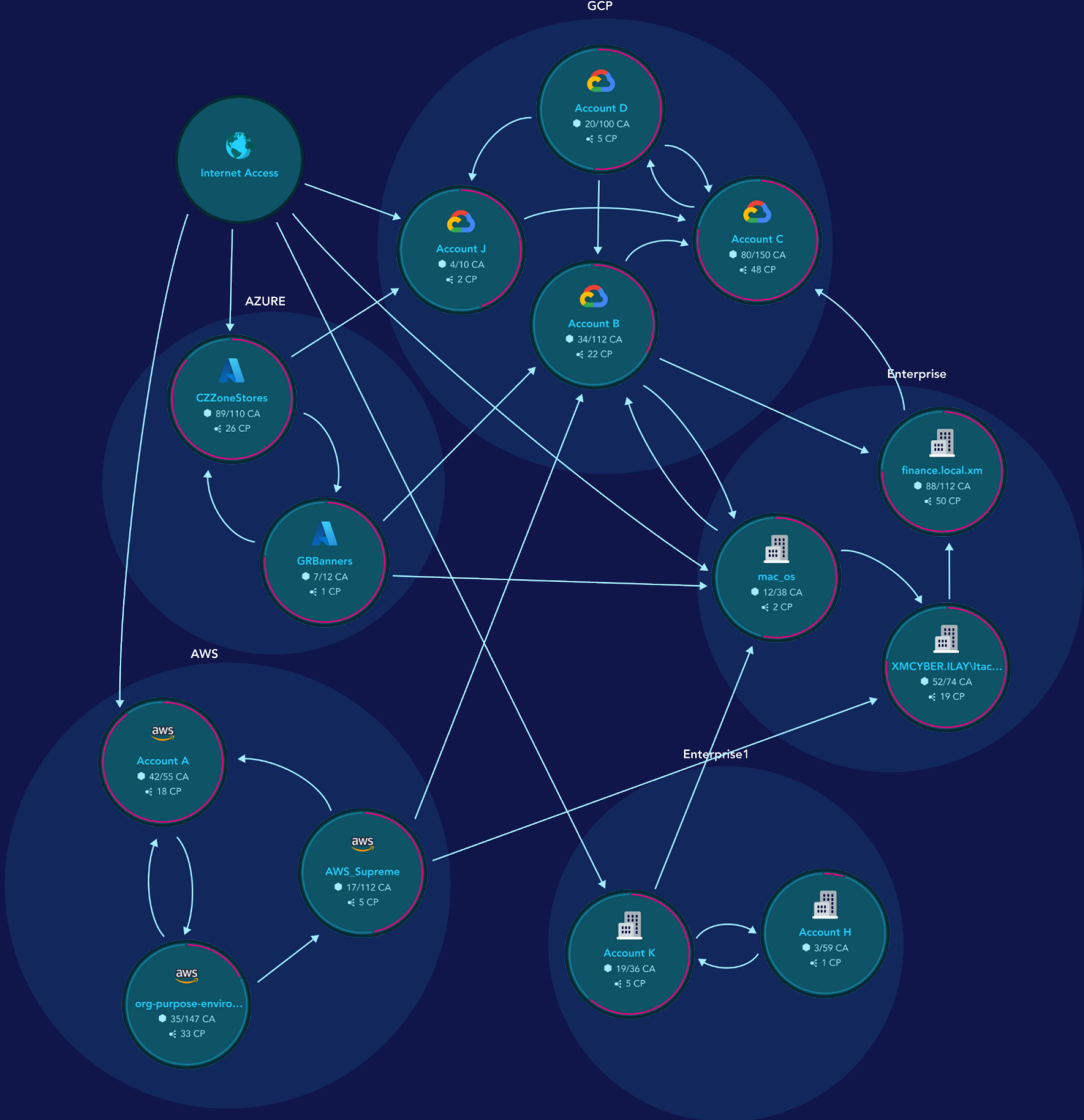 GCP
Account D
20/100 CA
5 CP
Internet Access
Account J
4/10 CA
2 CP
Account C
80/150 CA
48 CP
Account B
34/112 CA
22 CP
AZURE
CZZoneStores
89/110 CA
26 CP
GRBanners
7/12 CA
1 CP
Enterprise
finance.local.xm
88/112 CA
50 CP
mac_os
12/38 CA
2 CP
XMCYBER.ILAY\Itac...
52/74 CA
19 CP
AWS
aws
Account A
42/55 CA
18 CP
aws
AWS_Supreme
17/112 CA
5 CP
aws
org-purpose-enviro...
35/147 CA
33 CP
Enterprise1
Account K
19/36 CA
5 CP
Account H
3/59 CA
1 CP